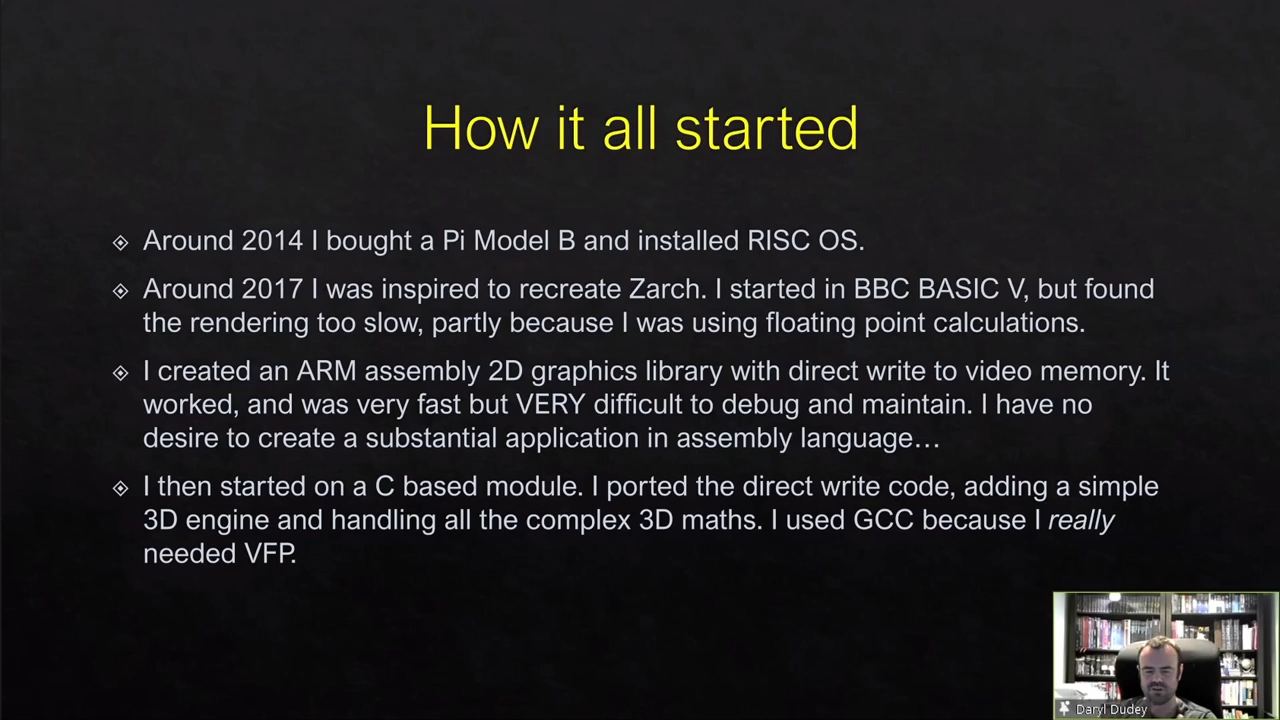 How it all started
Around 2014 I bought a Pi Model B and installed RISC OS.
Around 2017 I was inspired to recreate Zarch. I started in BBC BASIC V, but found
the rendering too slow, partly because I was using floating point calculations.
I created an ARM assembly 2D graphics library with direct write to video memory. It
worked, and was very fast but VERY difficult to debug and maintain. I have no
desire to create a substantial application in assembly language…
I then started on a C based module. I ported the direct write code, adding a simple
3D engine and handling all the complex 3D maths. I used GCC because I really
needed VFP.
Daryl Dudey